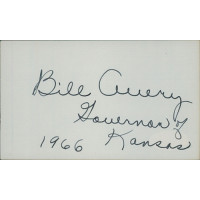 Bill Avery
Governor of
1966 Kansas